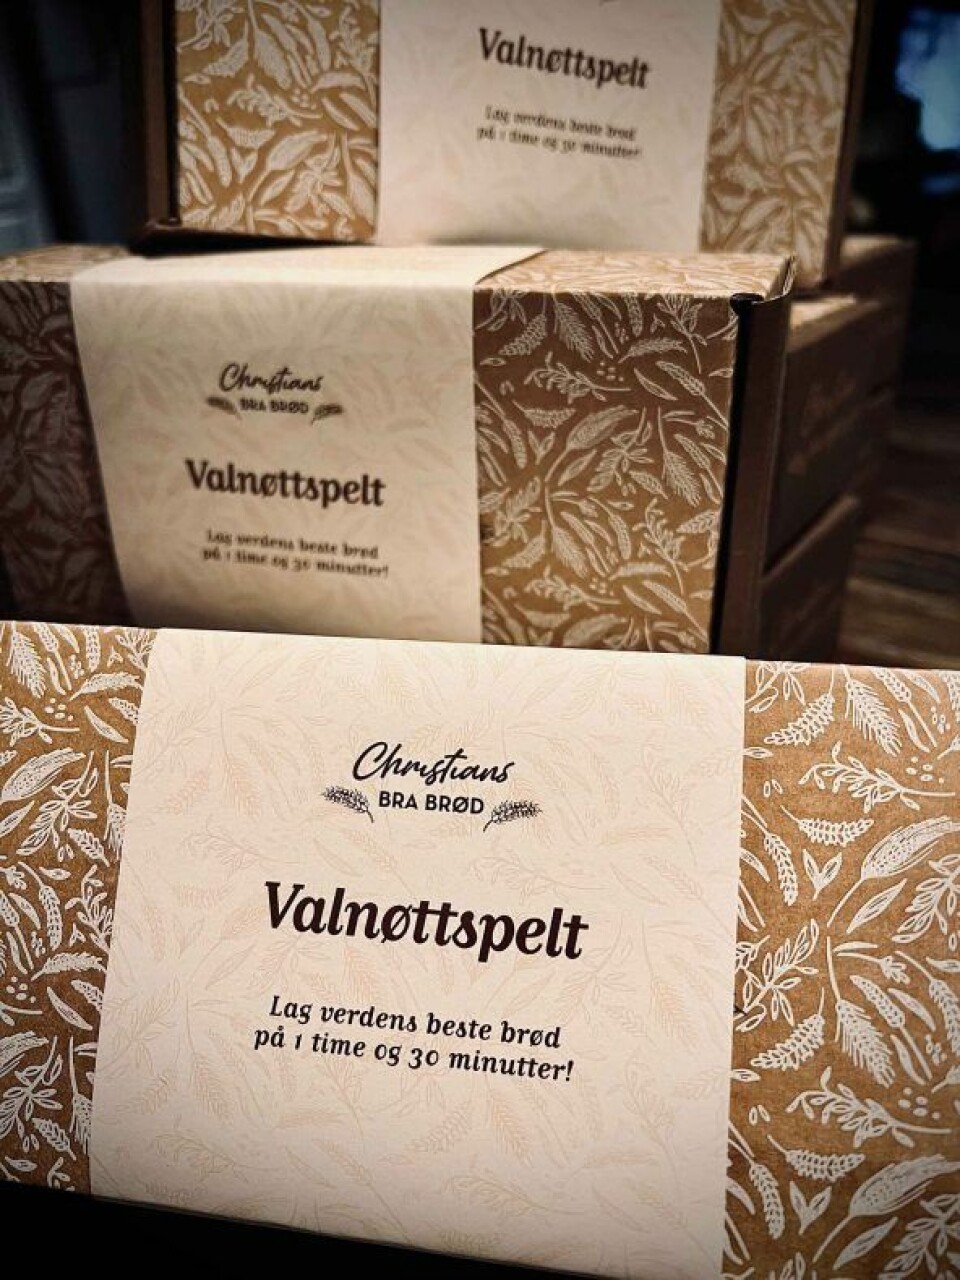 Valnøttspelt
Lag verdens beste brød
på 1 time og 30 minutter!
Christians
BRA BRØD
Valnøttspelt
Lag verdens beste brød
på 1 time og 30 minutter!
Christians
BRA BRØD
Valnøttspelt
Lag verdens beste brød
på 1 time og 30 minutter!